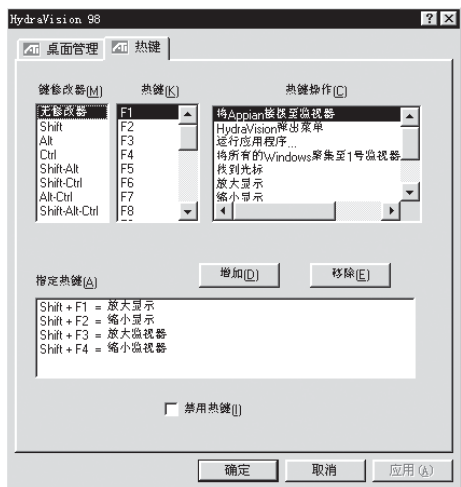 HydraVision 98
ATI 桌面管理 ATI 热键
键修改器(M) 热键(K) 热键操作(C)
无修改器 F1 将Appian粘拨至监视器
Shift F2 HydraVision弹出菜单
Alt F3 运行应用程序...
Ctrl F4 将所有的Windows聚集至1号监视器
Shift-Alt F5 找到光标
Shift-Ctrl F6 放大显示
Alt-Ctrl F7 缩小显示
Shift-Alt-Ctrl F8
指定热键(A) 增加(D) 移除(E)
Shift + F1 = 放大显示
Shift + F2 = 缩小显示
Shift + F3 = 放大监视器
Shift + F4 = 缩小监视器
禁用热键(I)
确定 取消 应用(A)